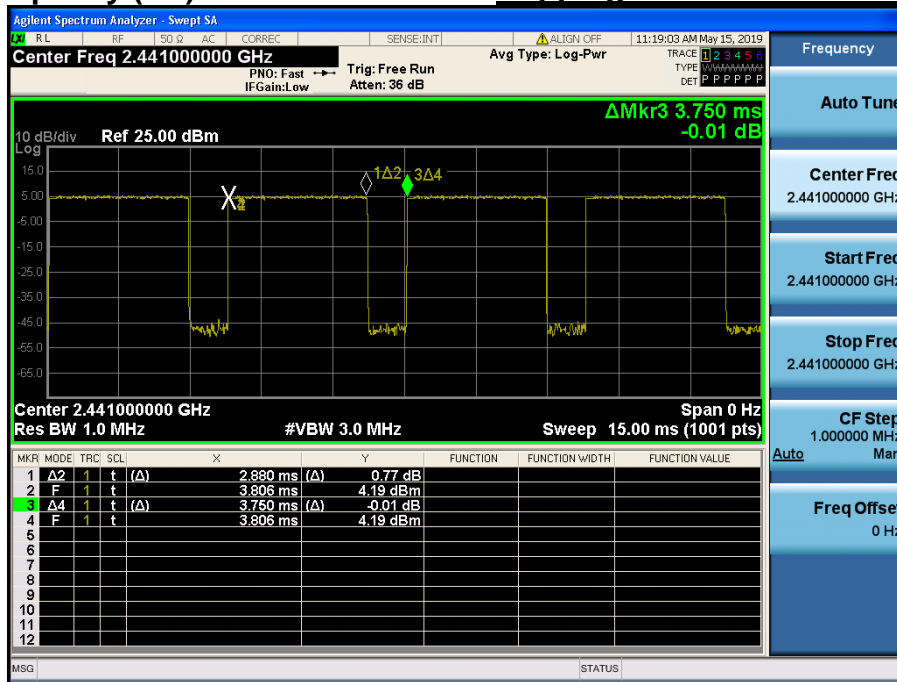 Agilent Spectrum Analyzer - Swept SA
LXI RL RF 50 Ω AC CORREC SENSE:INT ALIGN OFF 11:19:03 AM May 15, 2019
Center Freq 2.441000000 GHz Avg Type: Log-Pwr TRACE 1 2 3 4 5 6
PNO: Fast Trig: Free Run TYPE WWWWWW
IFGain:Low Atten: 36 dB DET P P P P P P
Frequency
ΔMkr3 3.750 ms
10 dB/div Ref 25.00 dBm -0.01 dB
Log
15.0
5.00
-5.00
-15.0
-25.0
-35.0
-45.0
-55.0
-65.0
1Δ2 3Δ4
Center 2.441000000 GHz Span 0 Hz
Res BW 1.0 MHz #VBW 3.0 MHz Sweep 15.00 ms (1001 pts)
MKR MODE TRC SCL X Y FUNCTION FUNCTION WIDTH FUNCTION VALUE
1 Δ2 1 t (Δ) 2.880 ms (Δ) 0.77 dB
2 F 1 t 3.806 ms 4.19 dBm
3 Δ4 1 t (Δ) 3.750 ms (Δ) -0.01 dB
4 F 1 t 3.806 ms 4.19 dBm
5
6
7
8
9
10
11
12
MSG STATUS
Auto Tune
Center Freq
2.441000000 GHz
Start Freq
2.441000000 GHz
Stop Freq
2.441000000 GHz
CF Step
1.000000 MHz
Auto Man
Freq Offset
0 Hz